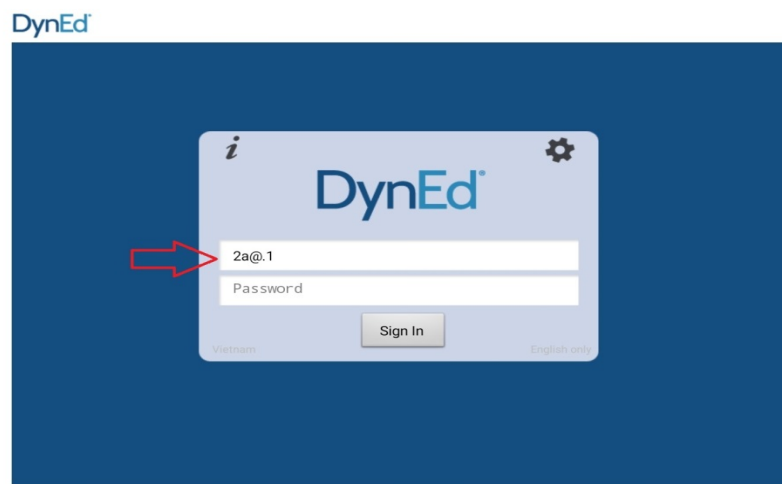 DynEd
i
DynEd
2a@.1
Password
Sign In
Vietnam English only